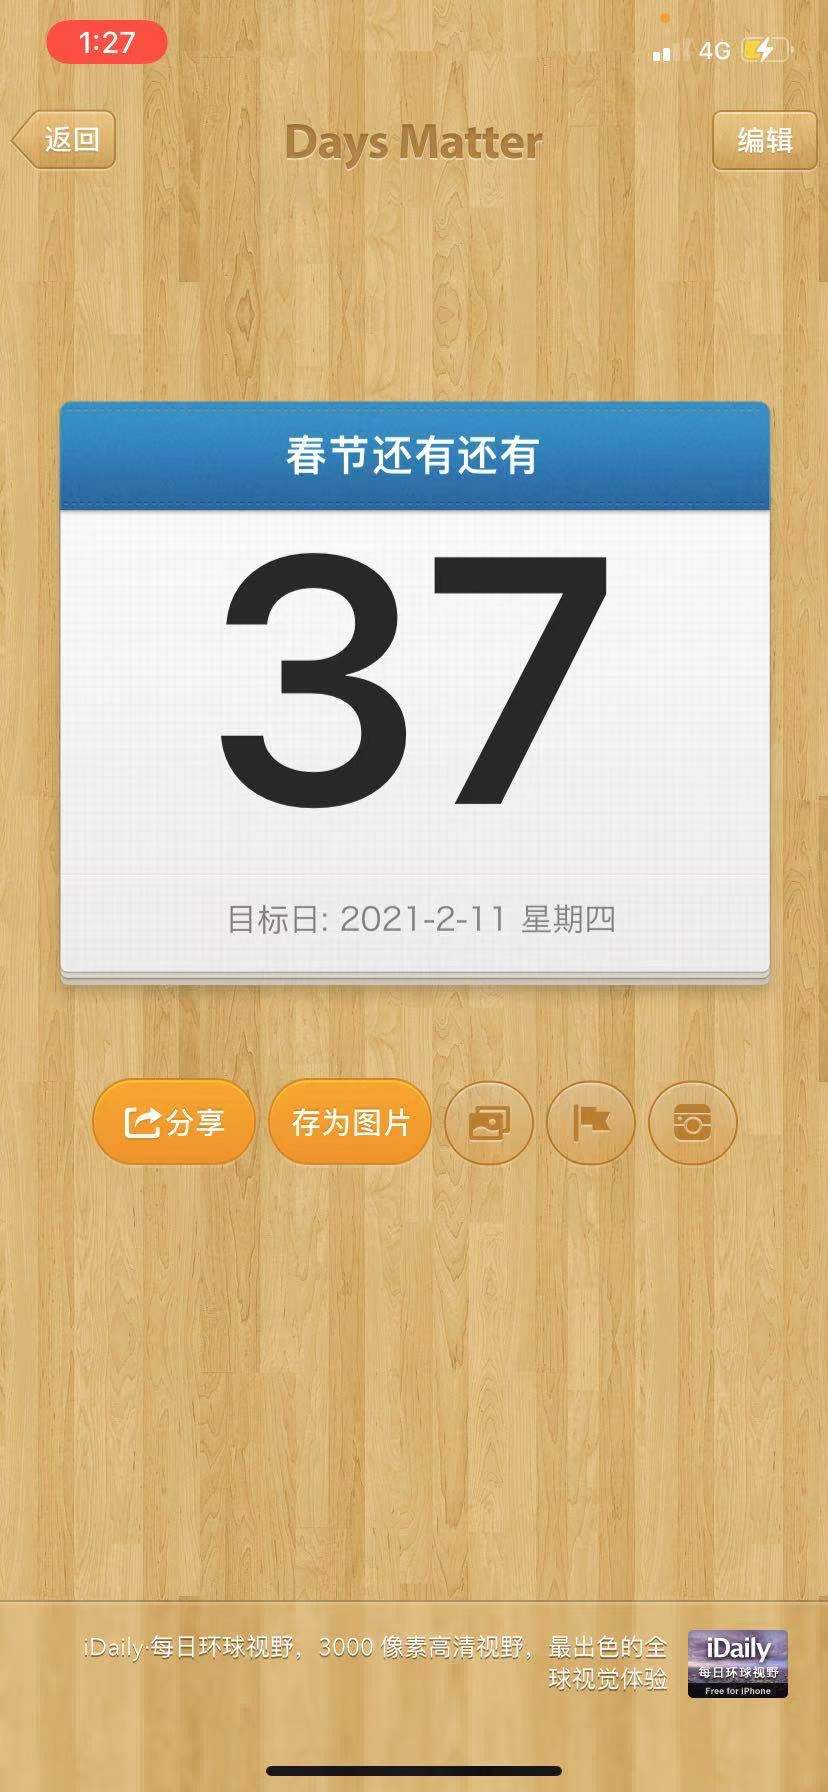 1:27
4G
返回
Days Matter
编辑
春节还有还有
37
目标日: 2021-2-11 星期四
分享
存为图片
iDaily·每日环球视野，3000 像素高清视野，最出色的全
球视觉体验
iDaily
每日环球视野
Free for iPhone